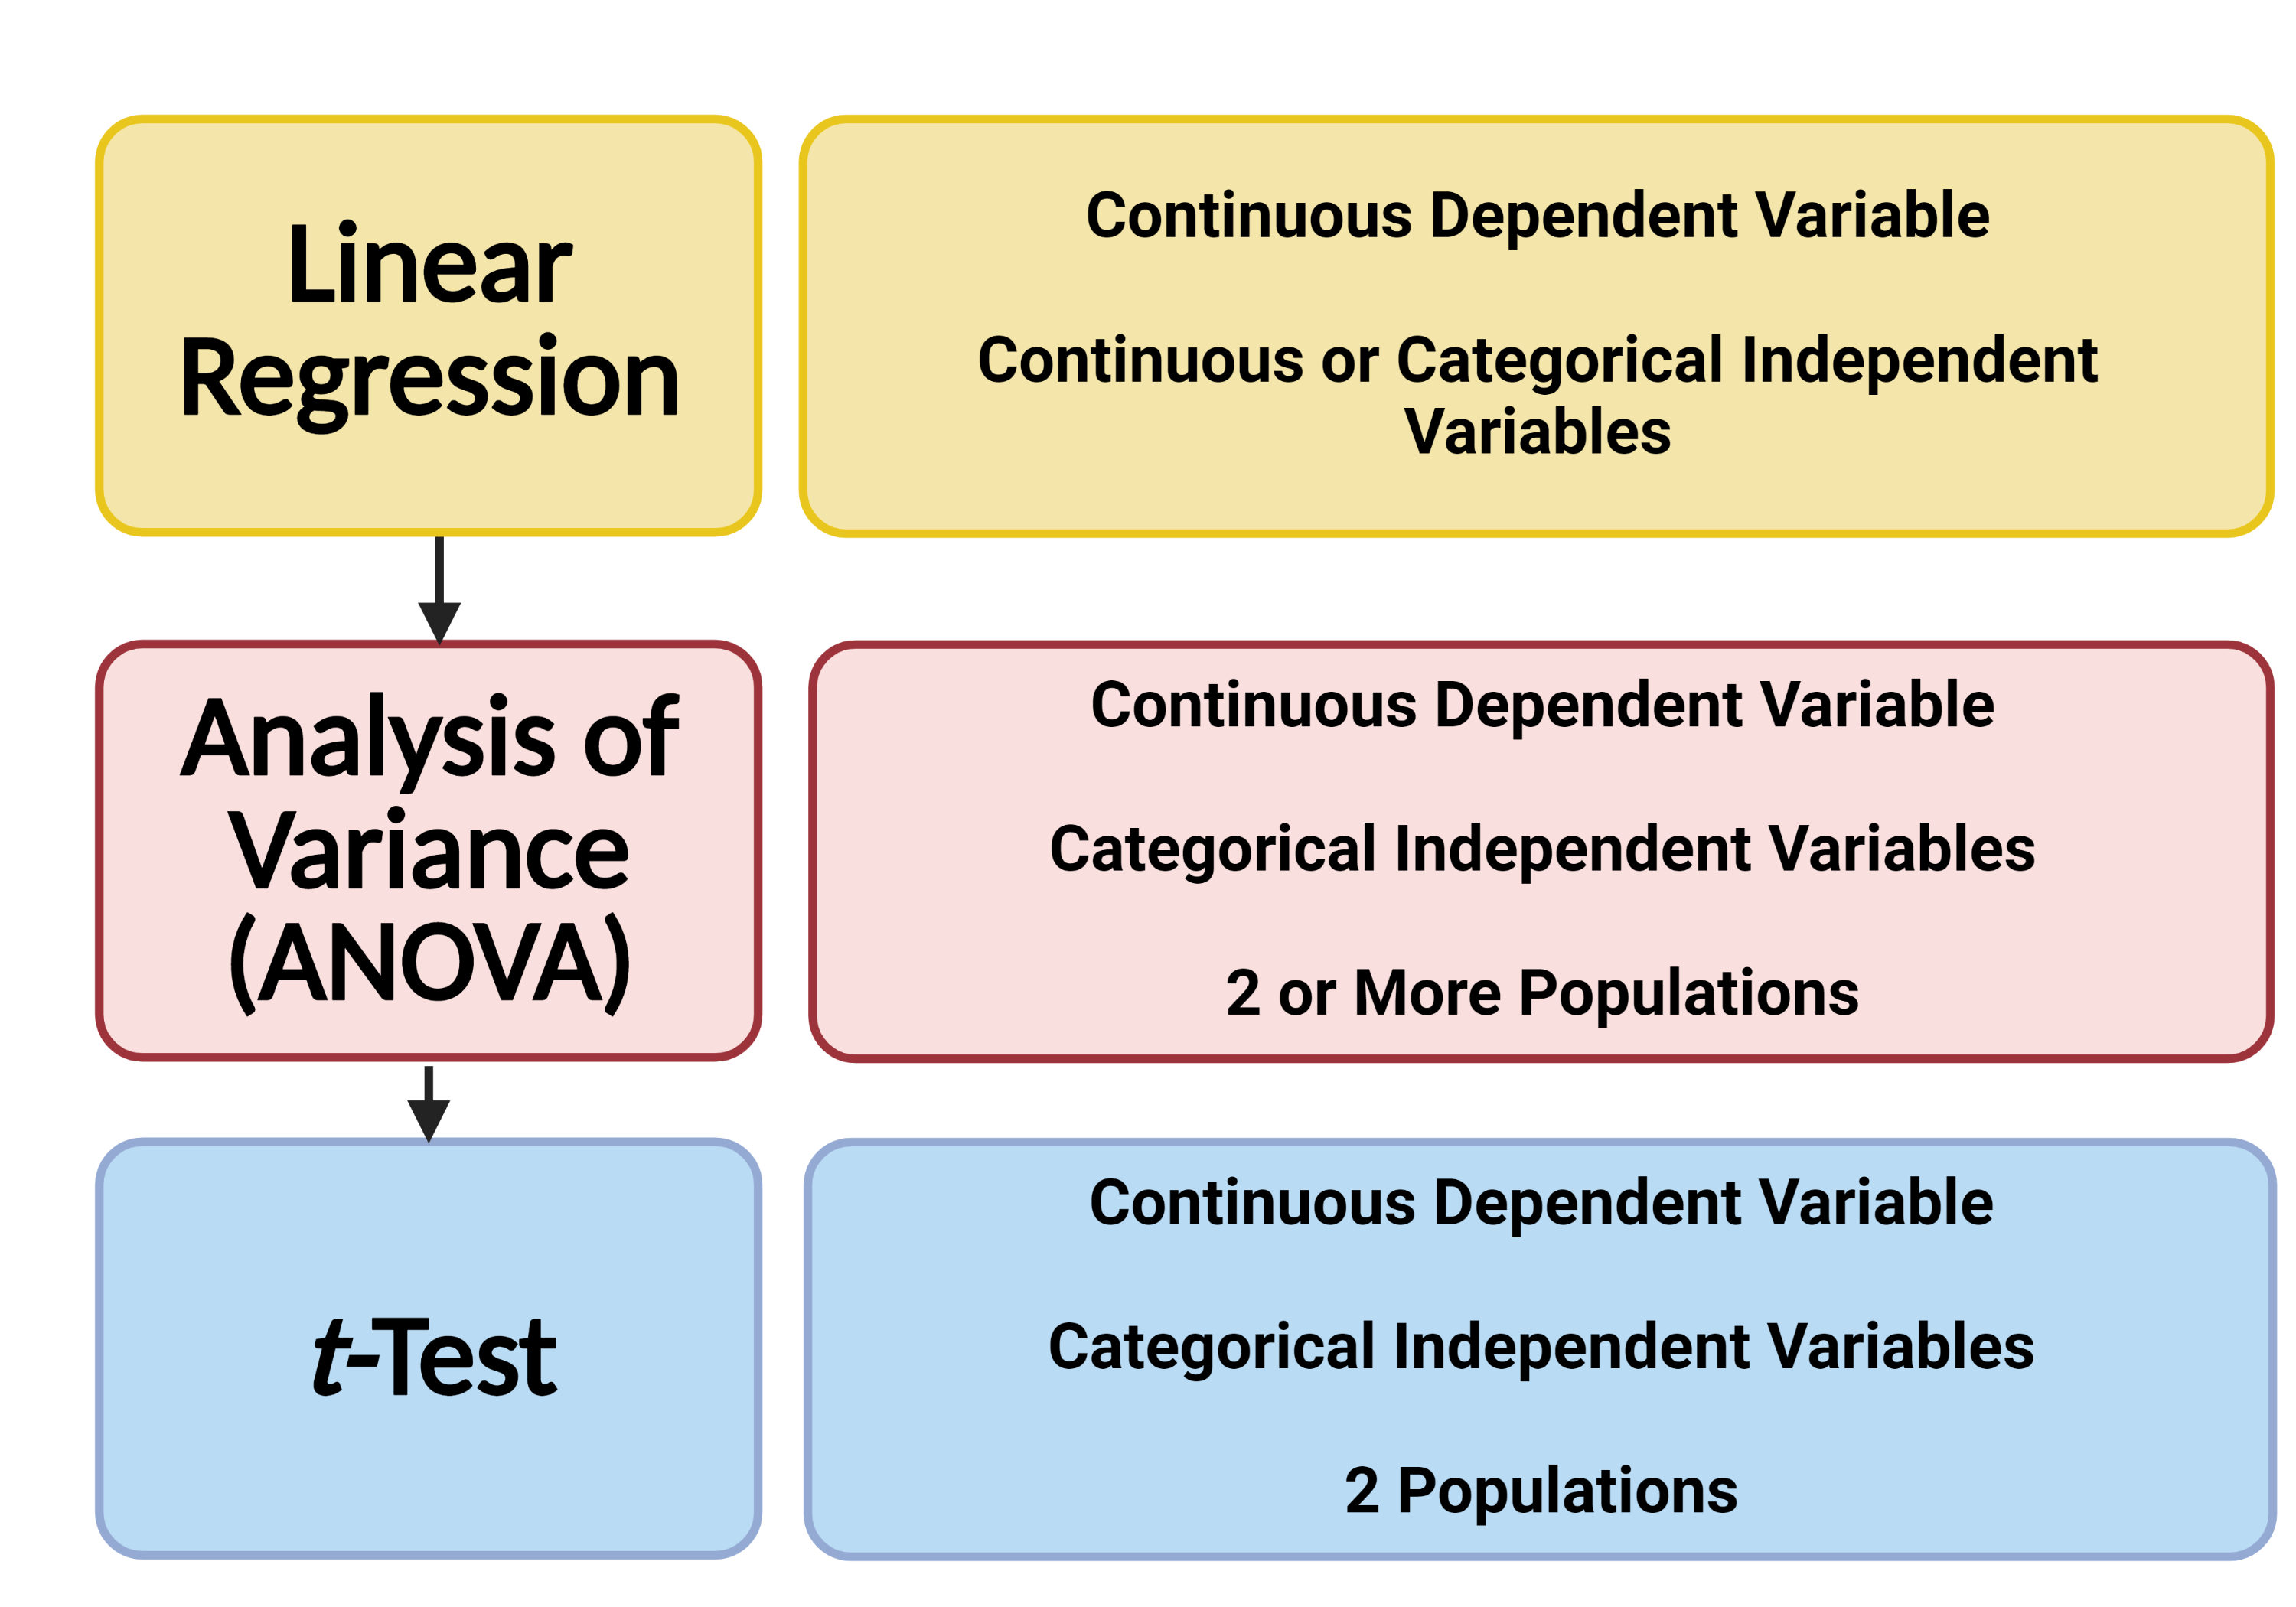 Linear
Regression
Continuous Dependent Variable
Continuous or Categorical Independent
Variables
Analysis of
Variance
(ANOVA)
Continuous Dependent Variable
Categorical Independent Variables
2 or More Populations
t-Test
Continuous Dependent Variable
Categorical Independent Variables
2 Populations